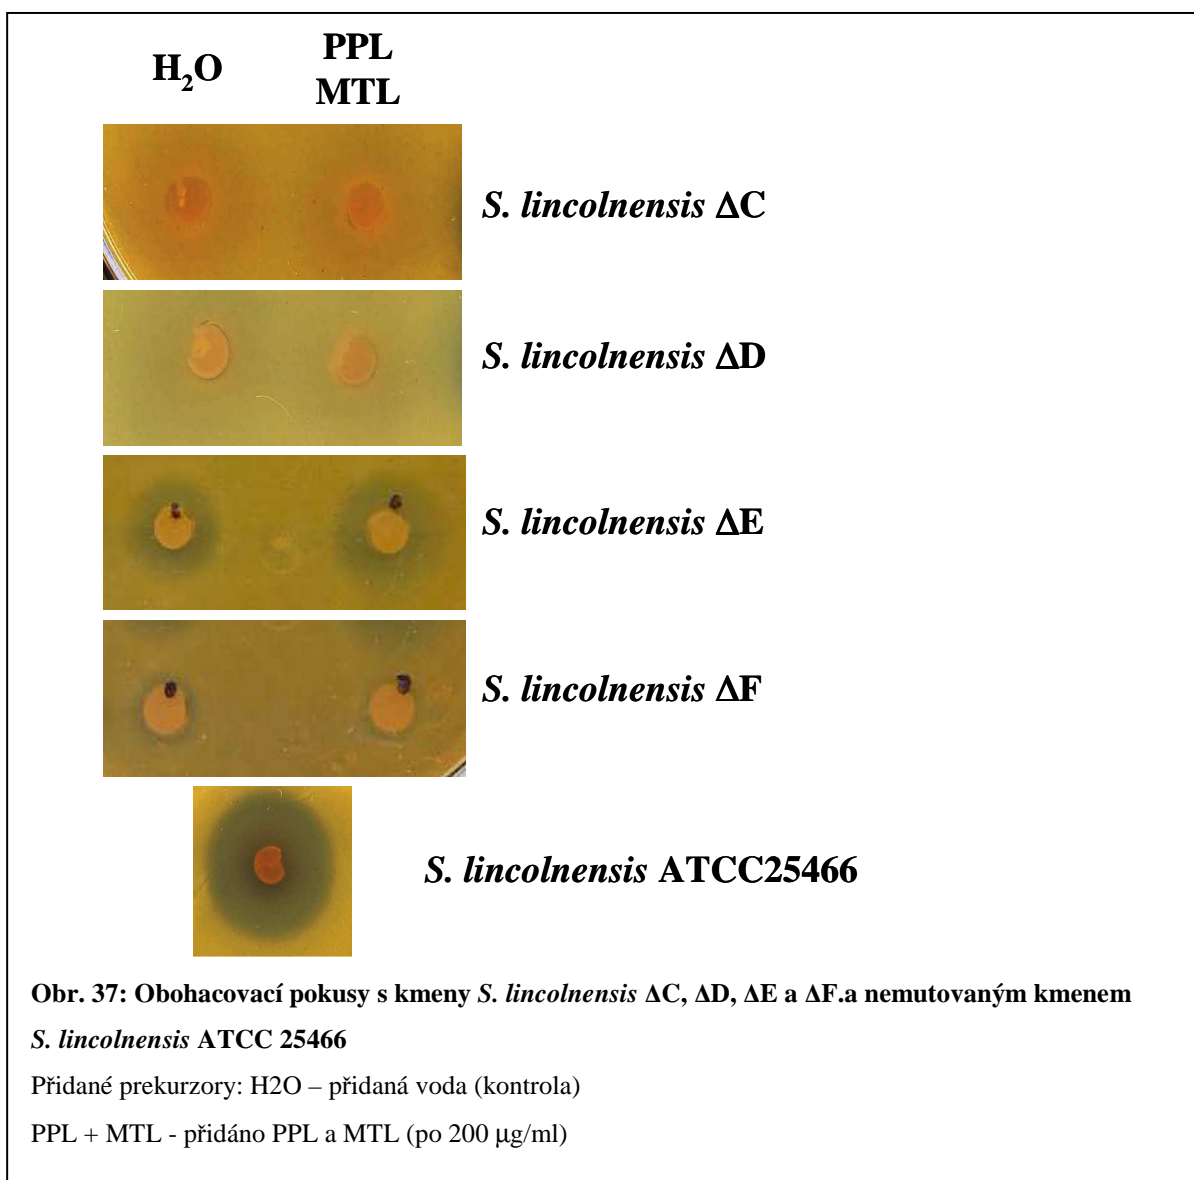 H₂O
PPL
MTL
S. lincolnensis ΔC
S. lincolnensis ΔD
S. lincolnensis ΔE
S. lincolnensis ΔF
S. lincolnensis ATCC25466
Obr. 37: Obohacovací pokusy s kmeny S. lincolnensis ΔC, ΔD, ΔE a ΔF.a nemutovaným kmenem
S. lincolnensis ATCC 25466
Přidané prekurzory: H2O – přidaná voda (kontrola)
PPL + MTL - přidáno PPL a MTL (po 200 µg/ml)